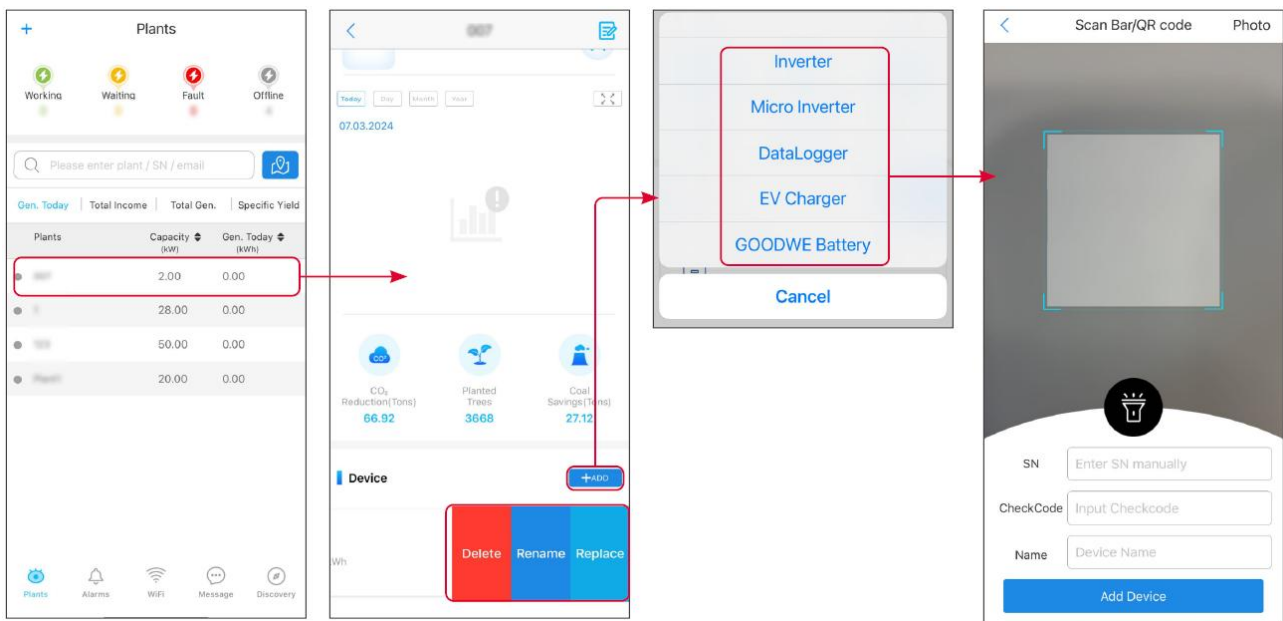 +
Plants
Working
Waiting
Fault
Offline
Please enter plant / SN / email
Gen. Today
Total Income
Total Gen.
Specific Yield
Plants
Capacity
(kW)
Gen. Today
(kWh)
2.00
0.00
28.00
0.00
50.00
0.00
20.00
0.00
Plants
Alarms
WiFi
Message
Discovery
Today
Day
Month
Year
07.03.2024
CO₂
CO₂
Reduction(Tons)
66.92
Planted
Trees
3668
Coal
Savings(Tons)
27.12
Device
+ADD
Wh
Delete
Rename
Replace
Inverter
Micro Inverter
DataLogger
EV Charger
GOODWE Battery
Cancel
Scan Bar/QR code
Photo
SN
Enter SN manually
CheckCode
Input Checkcode
Name
Device Name
Add Device